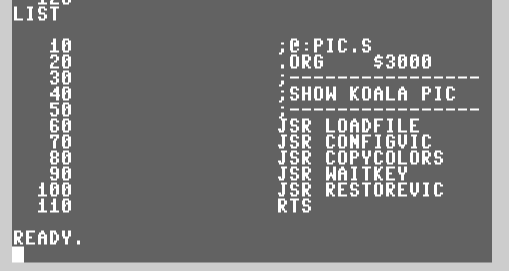 LIST
10 ;@:PIC.S
20 .ORG $3000
30 ;----------------
40 ;SHOW KOALA PIC
50 ;----------------
60 JSR LOADFILE
70 JSR CONFIGVIC
80 JSR COPYCOLORS
90 JSR WAITKEY
100 JSR RESTOREVIC
110 RTS
READY.